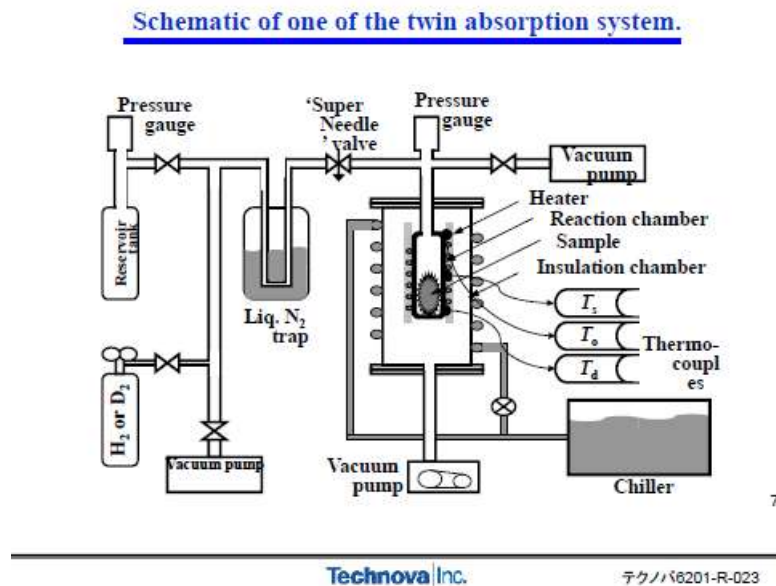 Schematic of one of the twin absorption system.
Pressure
gauge
‘Super
Needle
’ valve
Pressure
gauge
Vacuum
pump
Heater
Reaction chamber
Sample
Insulation chamber
Reservoir
tank
Liq. N2
trap
Ts
To
Td
Thermo-
coupl
es
H2 or D2
Vacuum pump
Vacuum
pump
Chiller
7
Technova Inc.
テクノバ6201-R-023